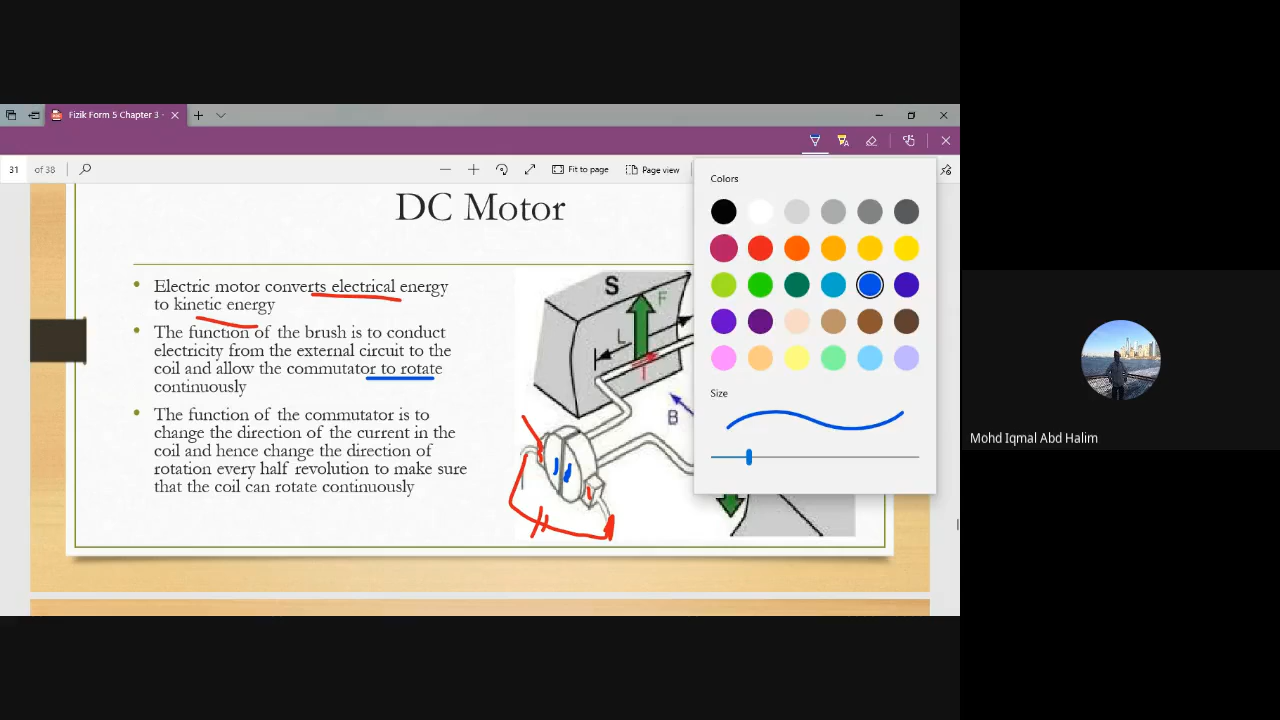 Fizik Form 5 Chapter 3 -
31 of 38
Fit to page
Page view
DC Motor
Electric motor converts electrical energy
to kinetic energy
The function of the brush is to conduct
electricity from the external circuit to the
coil and allow the commutator to rotate
continuously
The function of the commutator is to
change the direction of the current in the
coil and hence change the direction of
rotation every half revolution to make sure
that the coil can rotate continuously
S
F
L
I
B
Colors
Size
Mohd Iqmal Abd Halim